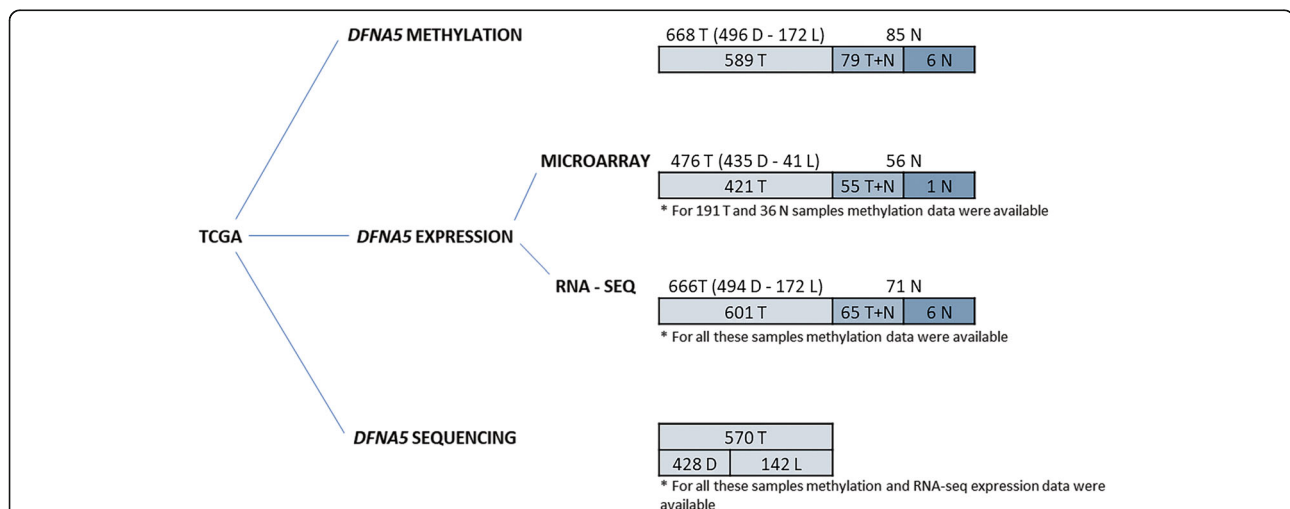 DFNA5 METHYLATION
668 T (496 D - 172 L) 85 N
589 T 79 T+N 6 N
MICROARRAY 476 T (435 D - 41 L) 56 N
421 T 55 T+N 1 N
* For 191 T and 36 N samples methylation data were available
TCGA DFNA5 EXPRESSION
RNA - SEQ 666T (494 D - 172 L) 71 N
601 T 65 T+N 6 N
* For all these samples methylation data were available
DFNA5 SEQUENCING
570 T
428 D 142 L
* For all these samples methylation and RNA-seq expression data were
available